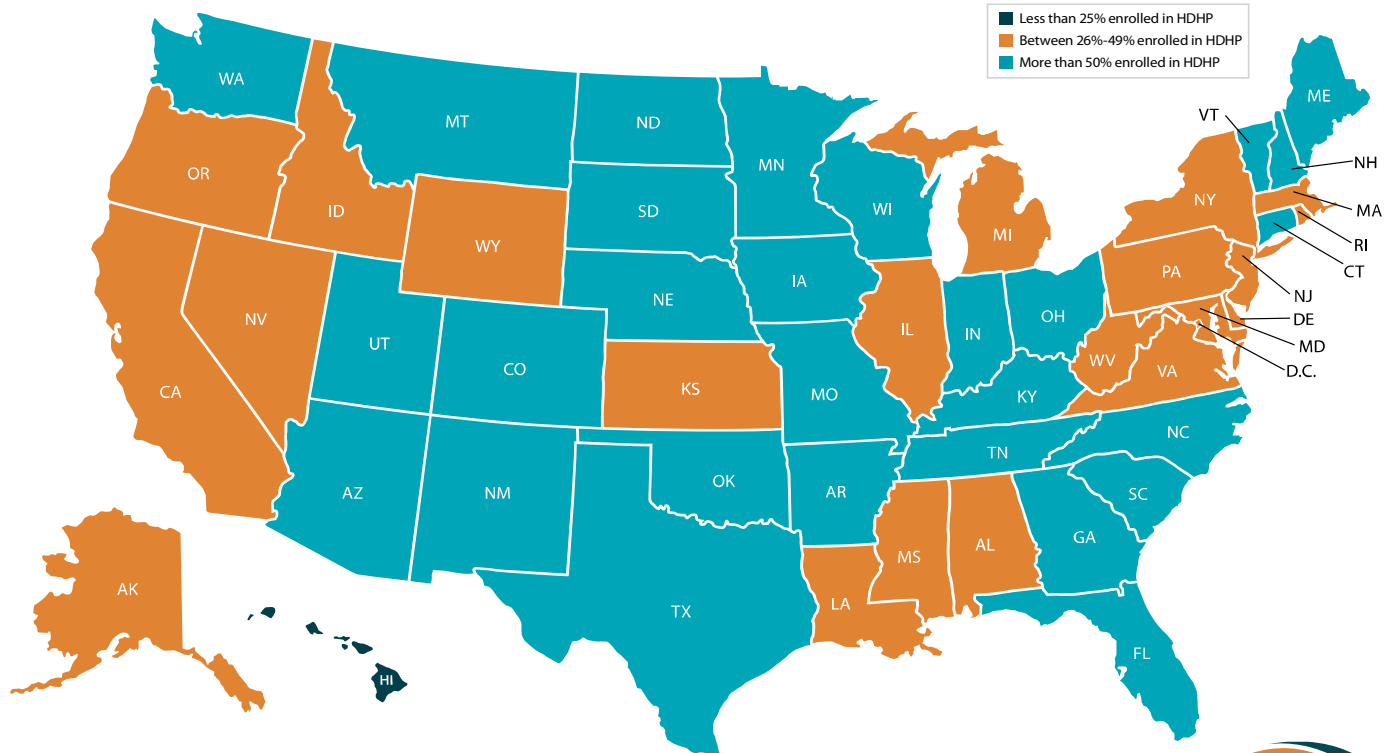 Less than 25% enrolled in HDHP
Between 26%-49% enrolled in HDHP
More than 50% enrolled in HDHP
WA
MT
ND
MN
ME
VT
NH
OR
ID
SD
WI
NY
MA
WY
MI
RI
CT
IA
PA
NE
NJ
NV
IL
IN
OH
DE
UT
MD
CO
WV
VA
D.C.
CA
KS
MO
KY
NC
TN
OK
AZ
NM
AR
SC
GA
MS
AL
AK
LA
TX
FL
HI